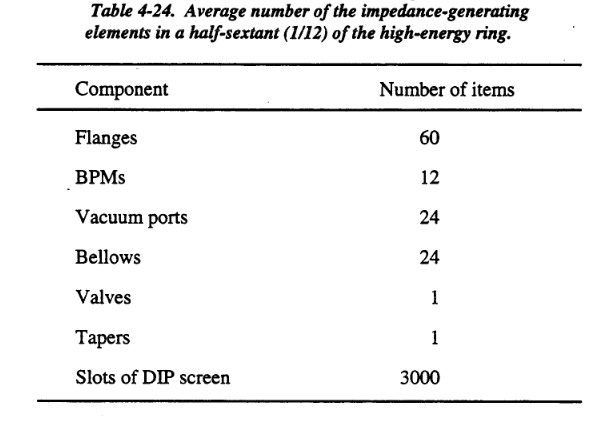 Table 4-24. Average number of the impedance-generating
elements in a half-sextant (1/12) of the high-energy ring.
Component Number of items
Flanges 60
BPMs 12
Vacuum ports 24
Bellows 24
Valves 1
Tapers 1
Slots of DIP screen 3000